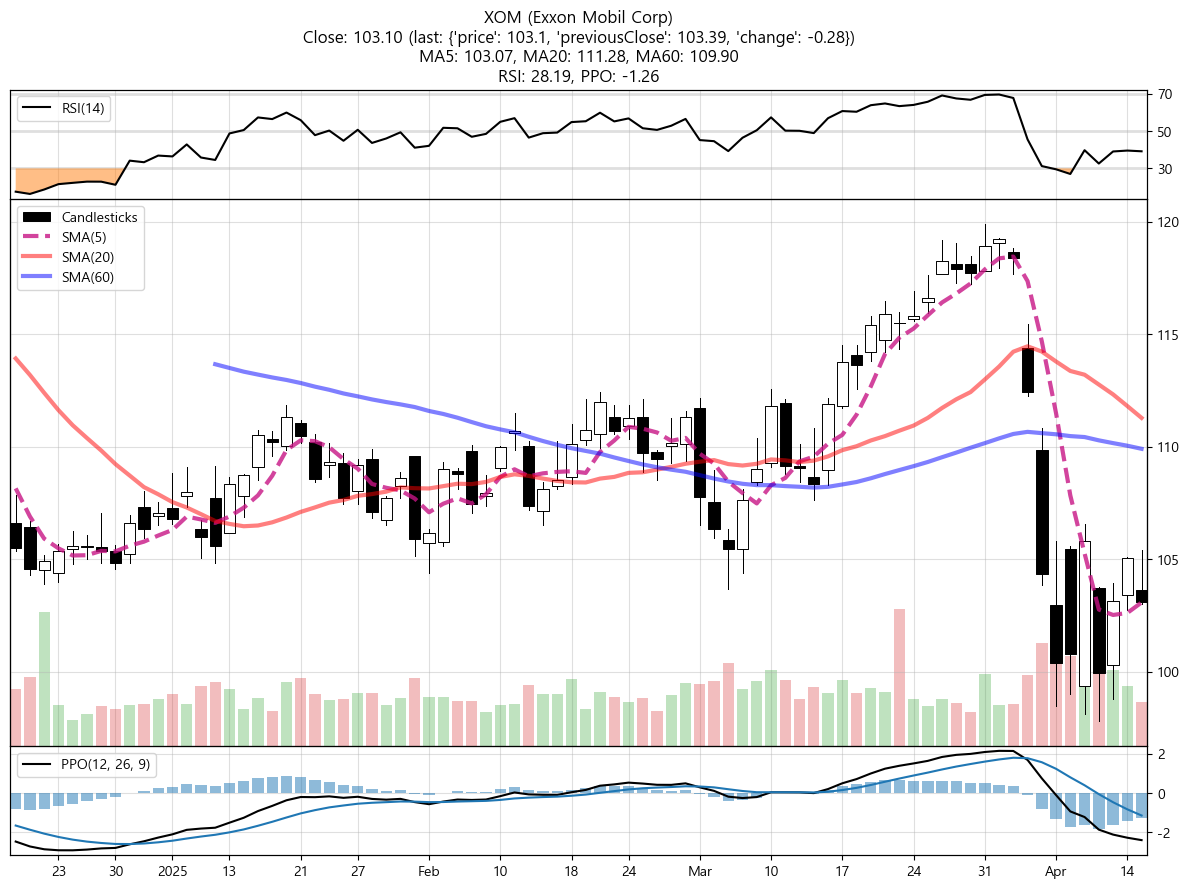 XOM (Exxon Mobil Corp)
Close: 103.10 (last: {'price': 103.1, 'previousClose': 103.39, 'change': -0.28})
MA5: 103.07, MA20: 111.28, MA60: 109.90
RSI: 28.19, PPO: -1.26
RSI(14)
70
50
30
Candlesticks
SMA(5)
SMA(20)
SMA(60)
120
115
110
105
100
PPO(12, 26, 9)
2
0
-2
23 30 2025 13 21 27 Feb 10 18 24 Mar 10 17 24 31 Apr 14